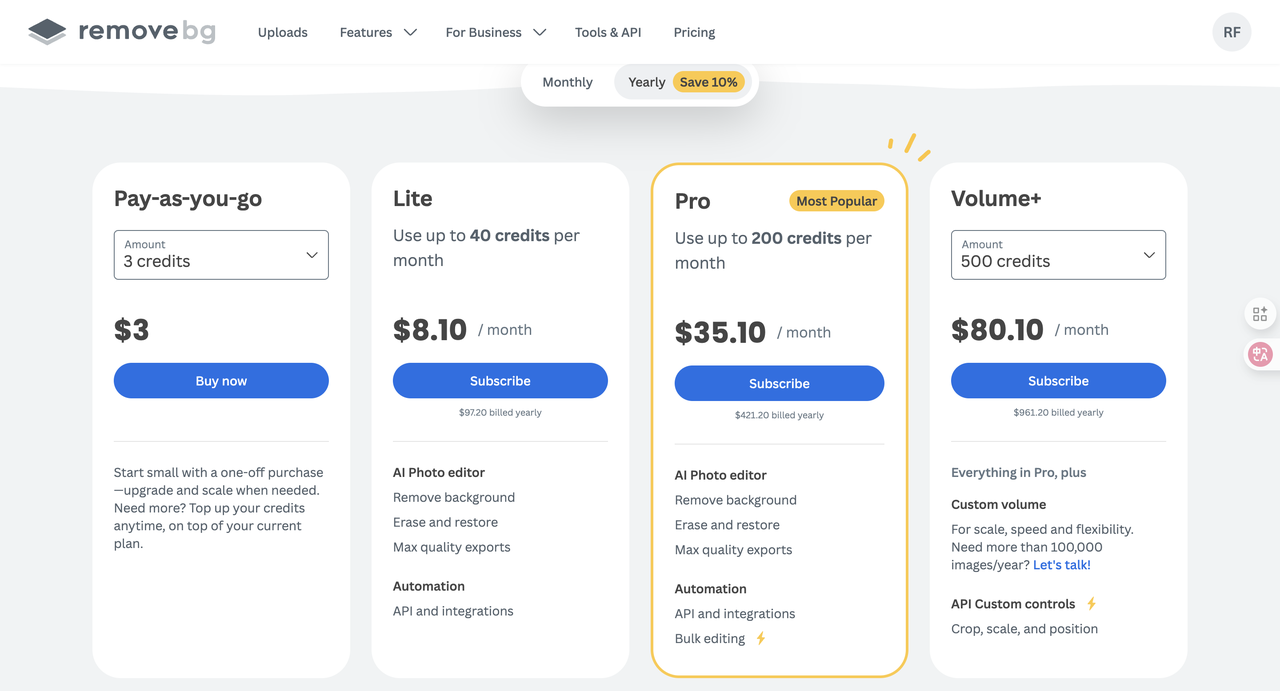 removebg
Uploads
Features
For Business
Tools & API
Pricing
RF
Monthly
Yearly
Save 10%
Pay-as-you-go
Amount
3 credits
$3
Buy now
Start small with a one-off purchase
—upgrade and scale when needed.
Need more? Top up your credits
anytime, on top of your current
plan.
Lite
Use up to 40 credits per
month
$8.10 / month
Subscribe
$97.20 billed yearly
AI Photo editor
Remove background
Erase and restore
Max quality exports
Automation
API and integrations
Pro
Most Popular
Use up to 200 credits per
month
$35.10 / month
Subscribe
$421.20 billed yearly
AI Photo editor
Remove background
Erase and restore
Max quality exports
Automation
API and integrations
Bulk editing
Volume+
Amount
500 credits
$80.10 / month
Subscribe
$961.20 billed yearly
Everything in Pro, plus
Custom volume
For scale, speed and flexibility.
Need more than 100,000
images/year? Let's talk!
API Custom controls
Crop, scale, and position
中A